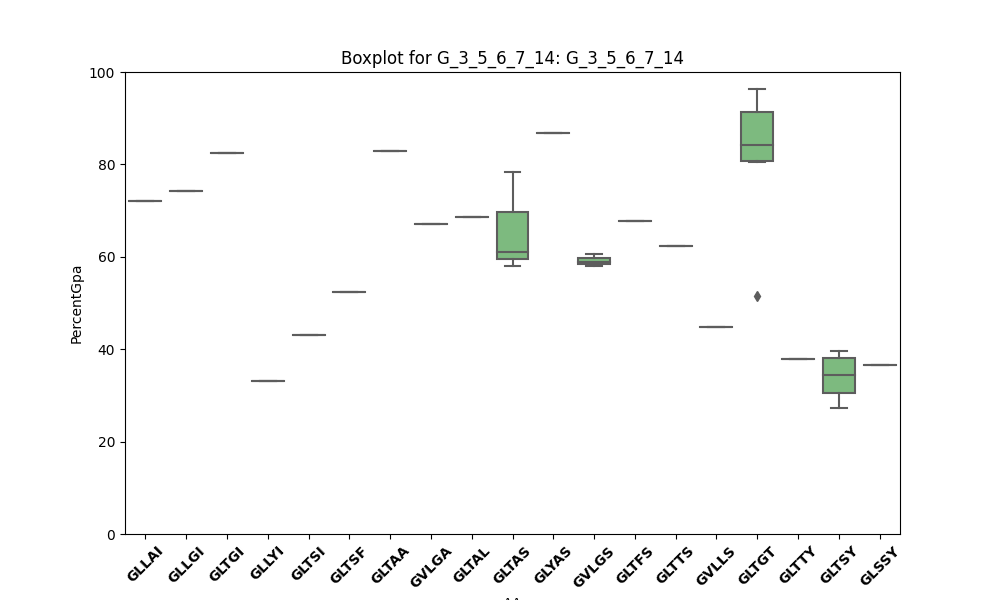 Boxplot for G_3_5_6_7_14: G_3_5_6_7_14
PercentGpa
100
80
60
40
20
0
GLLAI GLLGI GLTGI GLLYI GLTSI GLTSF GLTAA GVLGA GLTAL GLTAS GLYAS GVLGS GLTFS GLTTS GVLLS GLTGT GLTTY GLTSY GLSSY